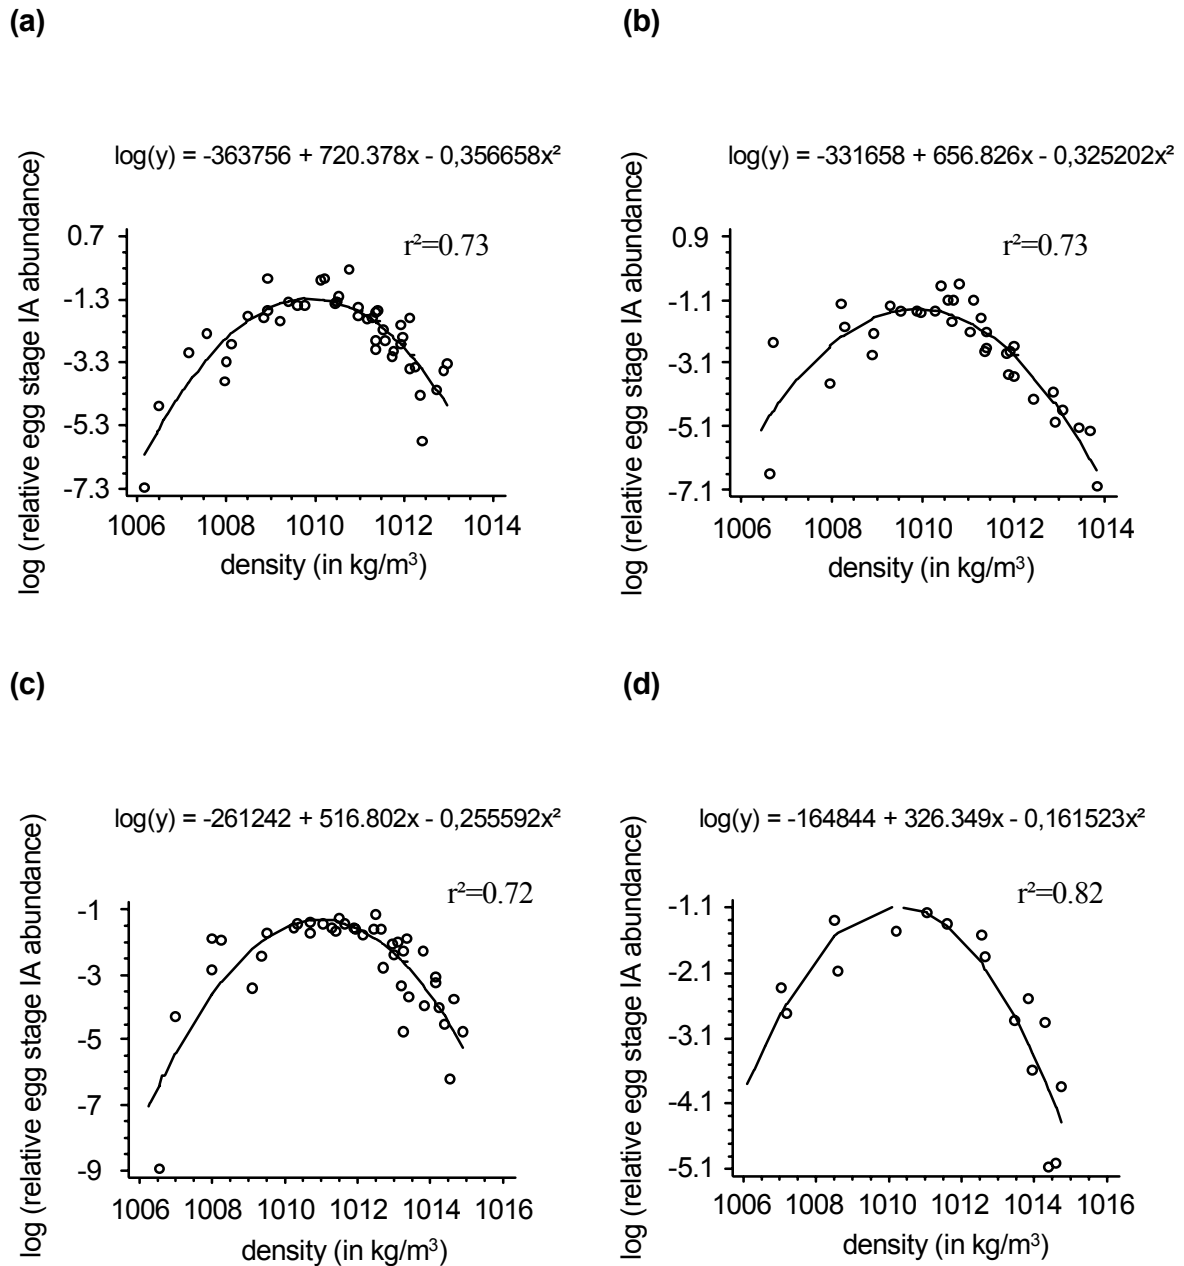 (a)
log(y) = -363756 + 720.378x - 0,356658x²
r²=0.73
log (relative egg stage IA abundance)
0.7
-1.3
-3.3
-5.3
-7.3
1006 1008 1010 1012 1014
density (in kg/m³)
(b)
log(y) = -331658 + 656.826x - 0,325202x²
r²=0.73
log (relative egg stage IA abundance)
0.9
-1.1
-3.1
-5.1
-7.1
1006 1008 1010 1012 1014
density (in kg/m³)
(c)
log(y) = -261242 + 516.802x - 0,255592x²
r²=0.72
log (relative egg stage IA abundance)
-1
-3
-5
-7
-9
1006 1008 1010 1012 1014 1016
density (in kg/m³)
(d)
log(y) = -164844 + 326.349x - 0,161523x²
r²=0.82
log (relative egg stage IA abundance)
-1.1
-2.1
-3.1
-4.1
-5.1
1006 1008 1010 1012 1014 1016
density (in kg/m³)